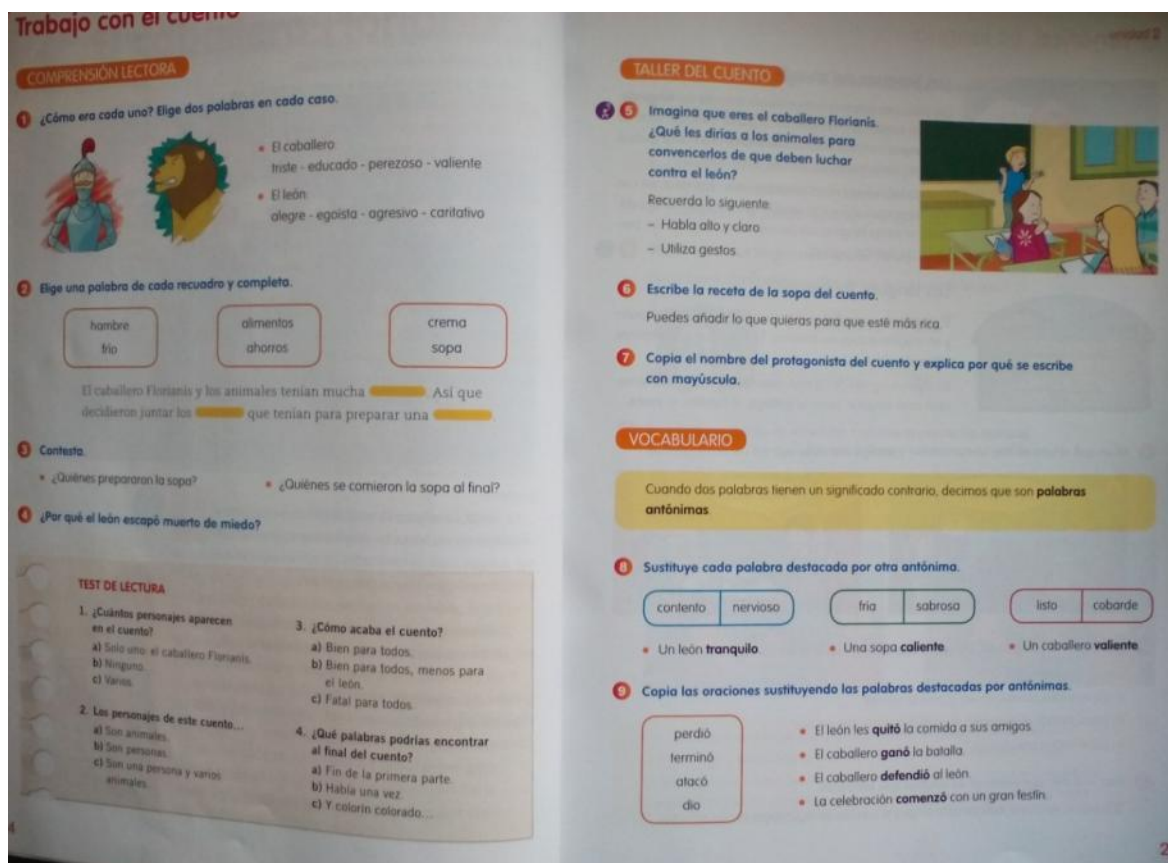 Trabajo con el cuento
COMPRENSIÓN LECTORA
1 ¿Cómo era cada uno? Elige dos palabras en cada caso.
• El caballero:
triste - educado - perezoso - valiente
• El león:
alegre - egoísta - agresivo - caritativo
2 Elige una palabra de cada recuadro y completa.
hambre
frío
alimentos
ahorros
crema
sopa
El caballero Florianis y los animales tenían mucha . Así que
decidieron juntar los que tenían para preparar una .
3 Contesta.
• ¿Quiénes prepararon la sopa?
• ¿Quiénes se comieron la sopa al final?
4 ¿Por qué el león escapó muerto de miedo?
TEST DE LECTURA
1. ¿Cuántos personajes aparecen
en el cuento?
a) Solo uno: el caballero Florianis.
b) Ninguno.
c) Varios.
2. Los personajes de este cuento...
a) Son animales.
b) Son personas.
c) Son una persona y varios
animales.
3. ¿Cómo acaba el cuento?
a) Bien para todos.
b) Bien para todos, menos para
el león.
c) Fatal para todos.
4. ¿Qué palabras podrías encontrar
al final del cuento?
a) Fin de la primera parte.
b) Había una vez.
c) Y colorín colorado...
4
TALLER DEL CUENTO
5 Imagina que eres el caballero Florianis.
¿Qué les dirías a los animales para
convencerlos de que deben luchar
contra el león?
Recuerda lo siguiente:
– Habla alto y claro.
– Utiliza gestos.
6 Escribe la receta de la sopa del cuento.
Puedes añadir lo que quieras para que esté más rica.
7 Copia el nombre del protagonista del cuento y explica por qué se escribe
con mayúscula.
VOCABULARIO
Cuando dos palabras tienen un significado contrario, decimos que son palabras
antónimas.
8 Sustituye cada palabra destacada por otra antónima.
contento nervioso
fría sabrosa
listo cobarde
• Un león tranquilo.
• Una sopa caliente.
• Un caballero valiente.
9 Copia las oraciones sustituyendo las palabras destacadas por antónimas.
perdió
terminó
atacó
dio
• El león les quitó la comida a sus amigos.
• El caballero ganó la batalla.
• El caballero defendió al león.
• La celebración comenzó con un gran festín.
2